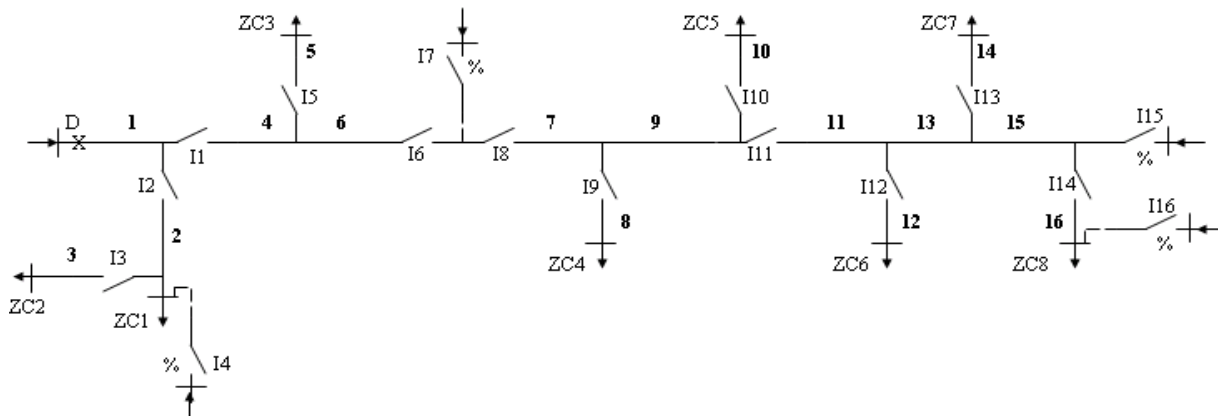 ZC3 ZC5 ZC7
5 I7 % 10 14
D I5 I10 I13
1 4 6 7 9 11 13 15 I15
I1 I6 I8 I11 %
I2 I9 I12 I14
2 8 12 16 I16
3 I3 ZC4 ZC6 ZC8 %
ZC2 ZC1
% I4